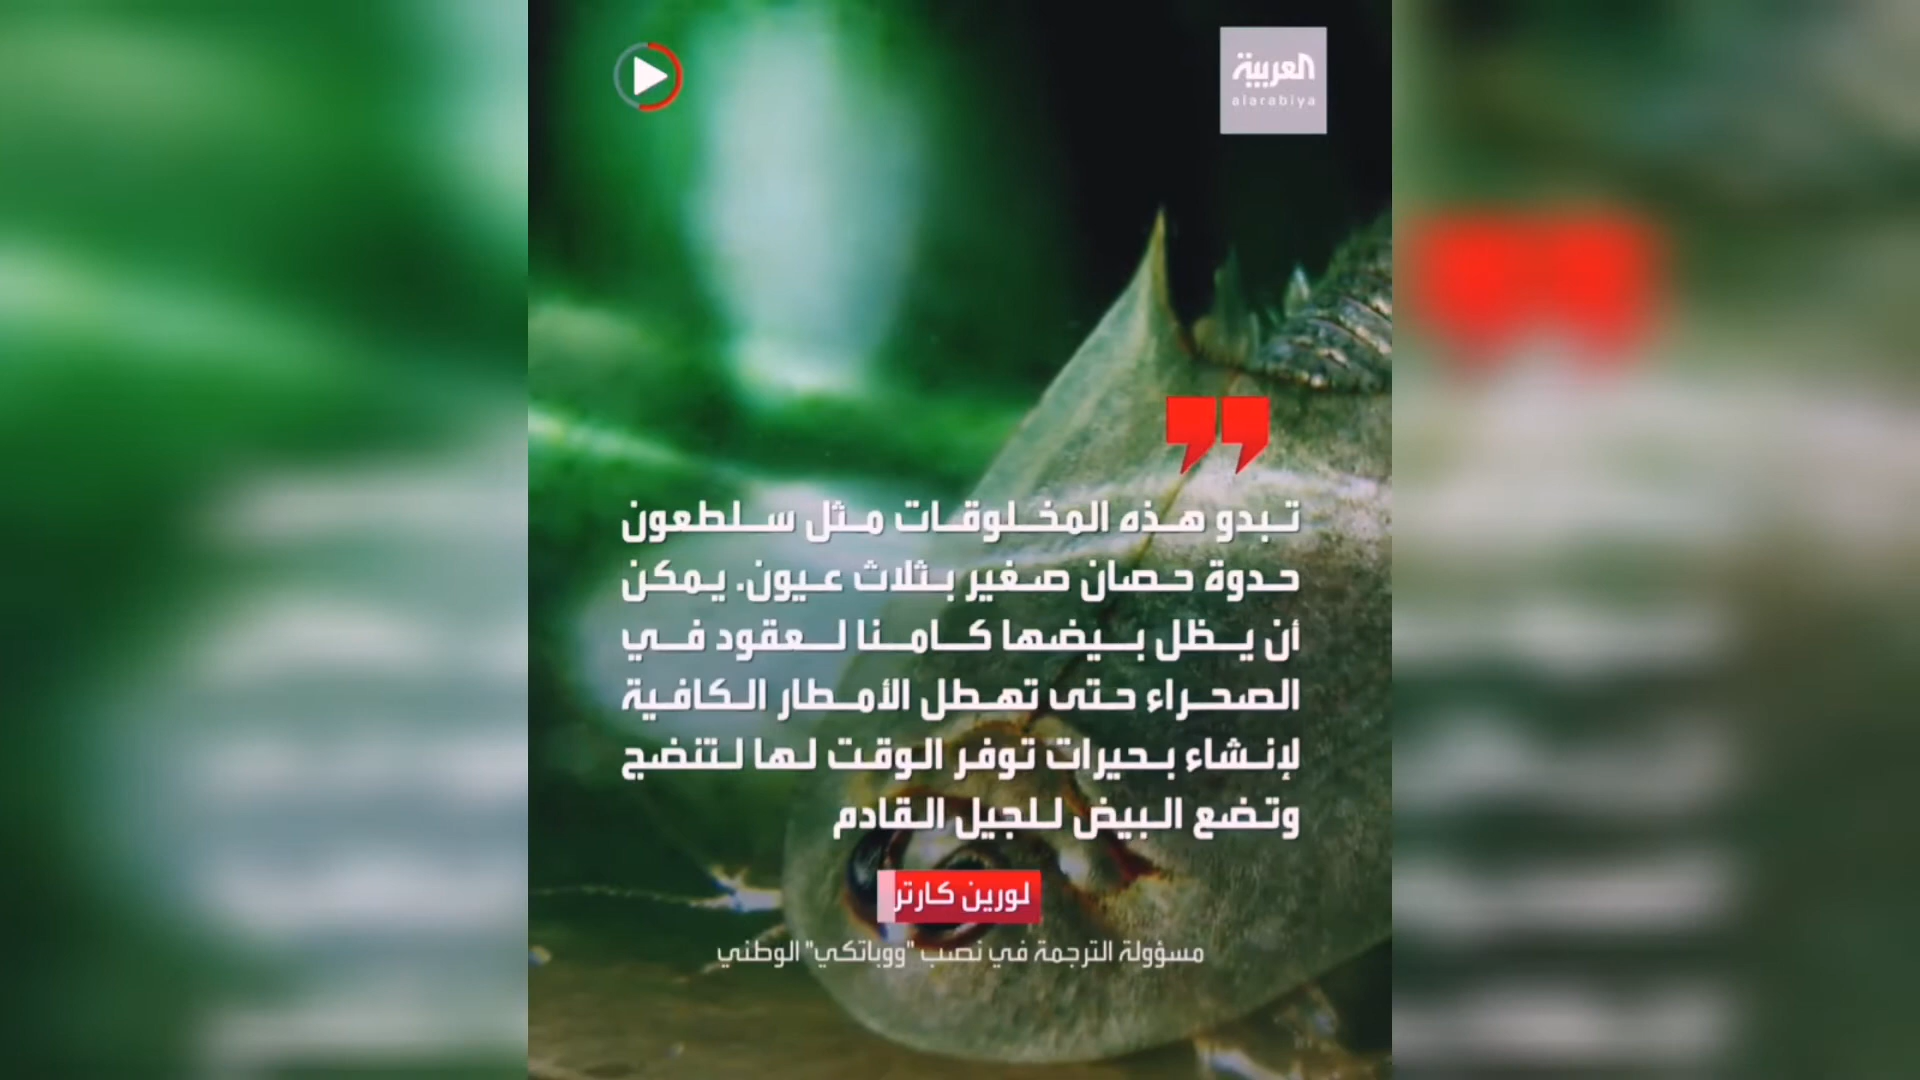 العربية
alarabiya
تبدو هذه المخلوقات مثل سلطعون
حدوة حصان صغير بثلاث عيون. يمكن
أن يظل بيضها كامنا لعقود في
الصحراء حتى تهطل الأمطار الكافية
لإنشاء بحيرات توفر الوقت لها لتنضج
وتضع البيض للجيل القادم
لورين كارتر
مسؤولة الترجمة في نصب "ووباتكي" الوطني